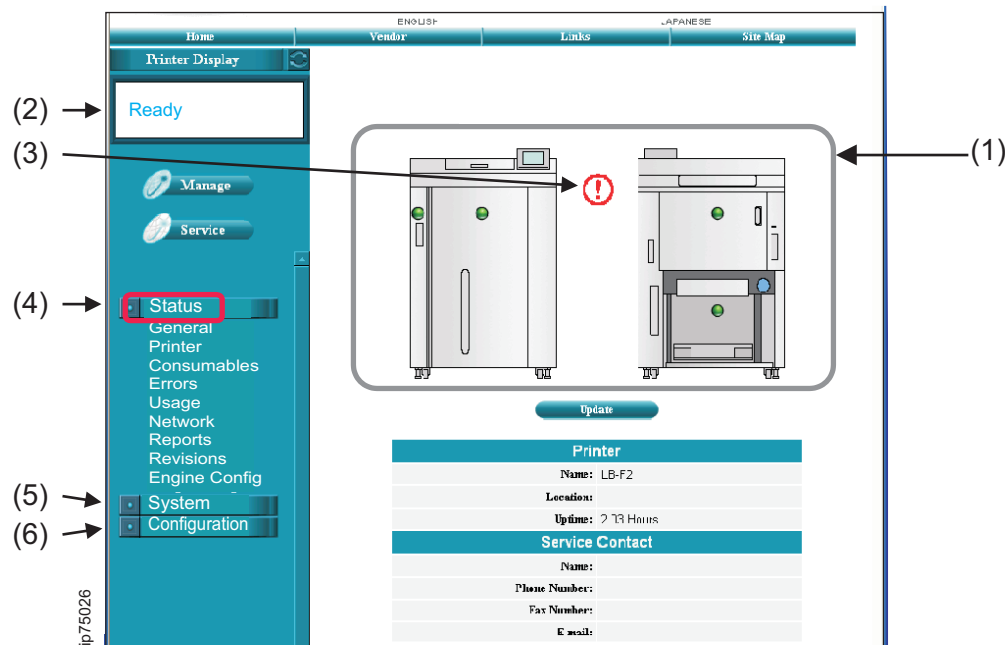 ENGLISH JAPANESE
Home Vendor Links Site Map
Printer Display
(2)
Ready
(3)
(1)
Manage
Service
(4)
Status
General
Printer
Consumables
Errors
Usage
Network
Reports
Revisions
Engine Config
(5)
System
(6)
Configuration
Update
Printer
Name: LB-F2
Location:
Uptime: Hours
Service Contact
Name:
Phone Number:
Fax Number:
E mail:
ip75026